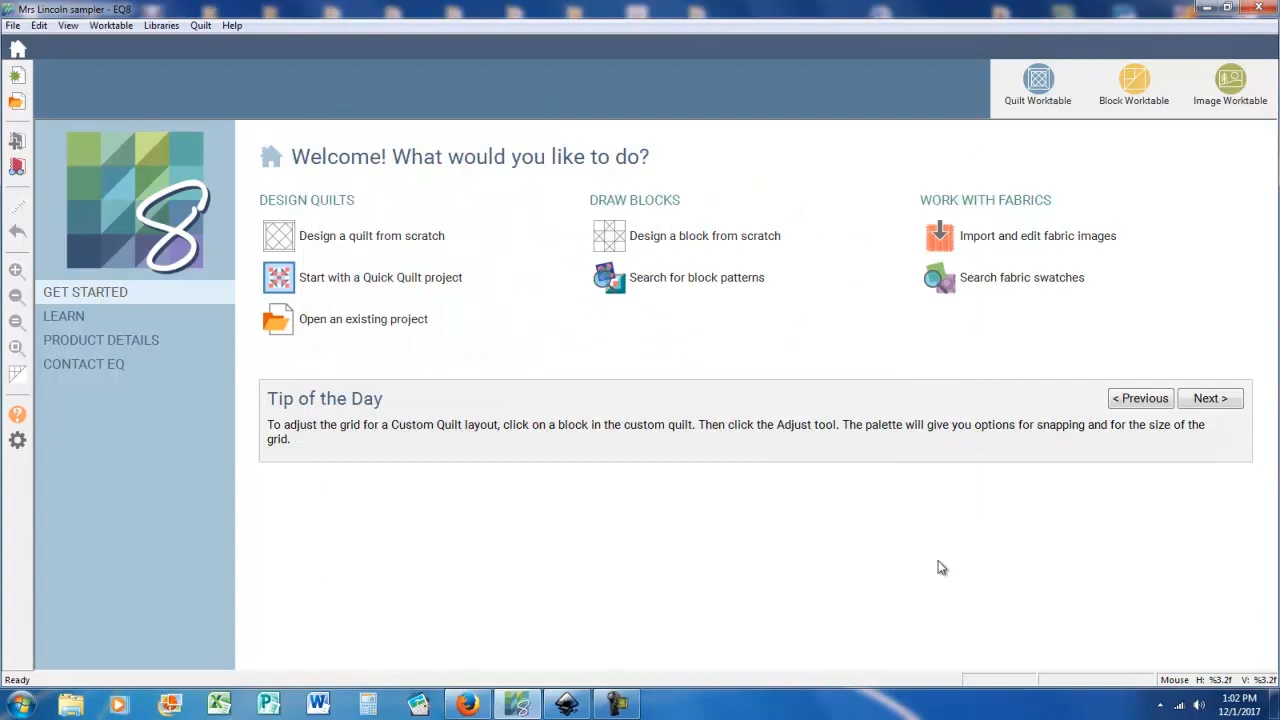 Mrs Lincoln sampler - EQ8
File Edit View Worktable Libraries Quilt Help
Quilt Worktable Block Worktable Image Worktable
8
GET STARTED
LEARN
PRODUCT DETAILS
CONTACT EQ
Welcome! What would you like to do?
DESIGN QUILTS
Design a quilt from scratch
Start with a Quick Quilt project
Open an existing project
DRAW BLOCKS
Design a block from scratch
Search for block patterns
WORK WITH FABRICS
Import and edit fabric images
Search fabric swatches
Tip of the Day
< Previous Next >
To adjust the grid for a Custom Quilt layout, click on a block in the custom quilt. Then click the Adjust tool. The palette will give you options for snapping and for the size of the
grid.
Ready
Mouse H: %3.2f V: %3.2f
1:02 PM
12/1/2017